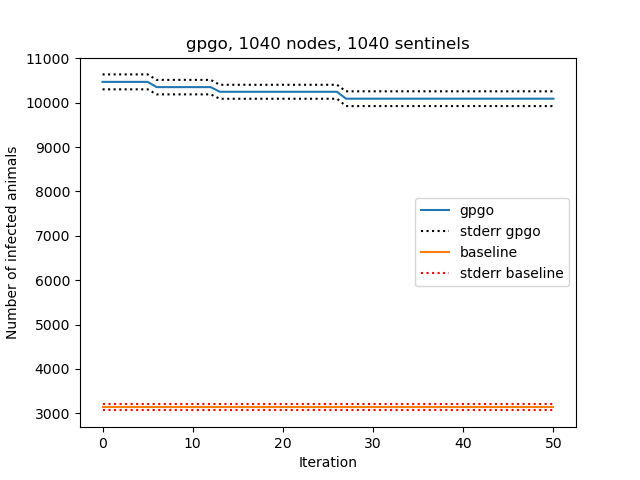 gpgo, 1040 nodes, 1040 sentinels
11000
10000
9000
8000
7000
6000
5000
4000
3000
Number of infected animals
gpgo
stderr gpgo
baseline
stderr baseline
0 10 20 30 40 50
Iteration